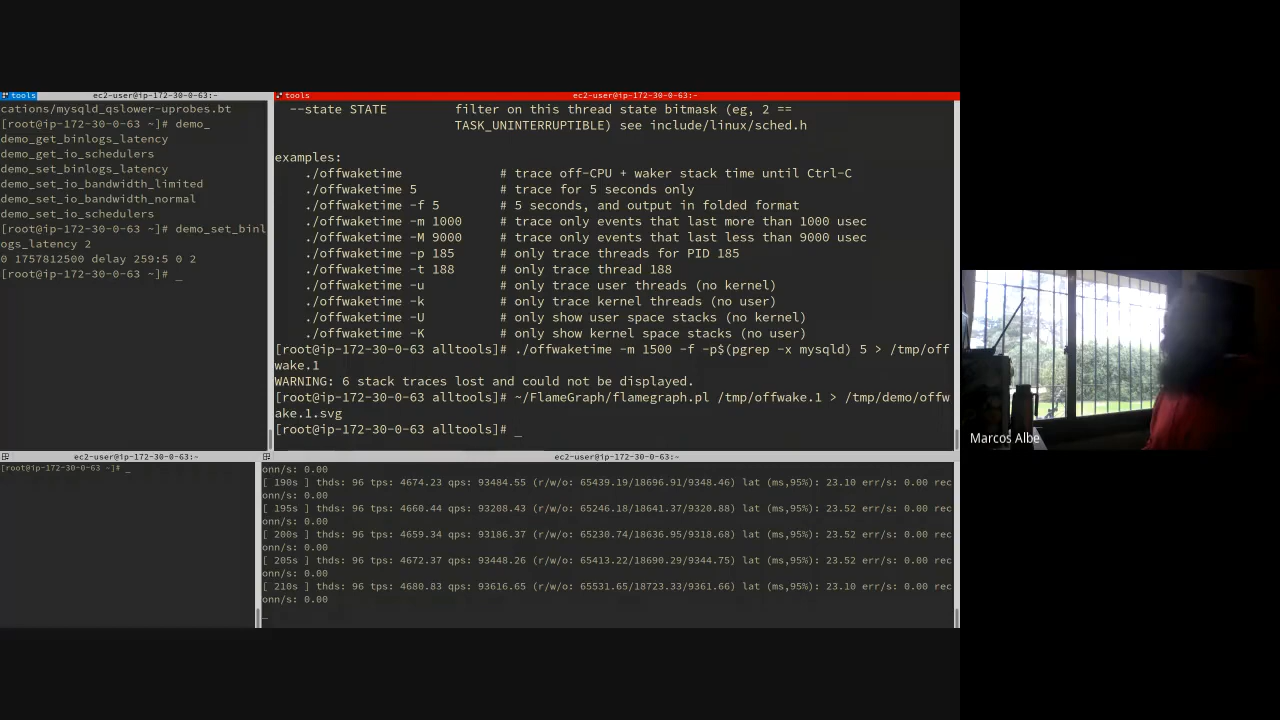 tools ec2-user@ip-172-30-0-63:~
cations/mysqld_qslower-uprobes.bt
[root@ip-172-30-0-63 ~]# demo_
demo_get_binlogs_latency
demo_get_io_schedulers
demo_set_binlogs_latency
demo_set_io_bandwidth_limited
demo_set_io_bandwidth_normal
demo_set_io_schedulers
[root@ip-172-30-0-63 ~]# demo_set_binl
ogs_latency 2
0 1757812500 delay 259:5 0 2
[root@ip-172-30-0-63 ~]# _
tools ec2-user@ip-172-30-0-63:~
--state STATE filter on this thread state bitmask (eg, 2 ==
TASK_UNINTERRUPTIBLE) see include/linux/sched.h
examples:
./offwaketime # trace off-CPU + waker stack time until Ctrl-C
./offwaketime 5 # trace for 5 seconds only
./offwaketime -f 5 # 5 seconds, and output in folded format
./offwaketime -m 1000 # trace only events that last more than 1000 usec
./offwaketime -M 9000 # trace only events that last less than 9000 usec
./offwaketime -p 185 # only trace threads for PID 185
./offwaketime -t 188 # only trace thread 188
./offwaketime -u # only trace user threads (no kernel)
./offwaketime -k # only trace kernel threads (no user)
./offwaketime -U # only show user space stacks (no kernel)
./offwaketime -K # only show kernel space stacks (no user)
[root@ip-172-30-0-63 alltools]# ./offwaketime -m 1500 -f -p$(pgrep -x mysqld) 5 > /tmp/off
wake.1
WARNING: 6 stack traces lost and could not be displayed.
[root@ip-172-30-0-63 alltools]# ~/FlameGraph/flamegraph.pl /tmp/offwake.1 > /tmp/demo/offw
ake.1.svg
[root@ip-172-30-0-63 alltools]# _
ec2-user@ip-172-30-0-63:~
[root@ip-172-30-0-63 ~]# _
ec2-user@ip-172-30-0-63:~
onn/s: 0.00
[ 190s ] thds: 96 tps: 4674.23 qps: 93484.55 (r/w/o: 65439.19/18696.91/9348.46) lat (ms,95%): 23.10 err/s: 0.00 rec
onn/s: 0.00
[ 195s ] thds: 96 tps: 4660.44 qps: 93208.43 (r/w/o: 65246.18/18641.37/9320.88) lat (ms,95%): 23.52 err/s: 0.00 rec
onn/s: 0.00
[ 200s ] thds: 96 tps: 4659.34 qps: 93186.37 (r/w/o: 65230.74/18636.95/9318.68) lat (ms,95%): 23.52 err/s: 0.00 rec
onn/s: 0.00
[ 205s ] thds: 96 tps: 4672.37 qps: 93448.26 (r/w/o: 65413.22/18690.29/9344.75) lat (ms,95%): 23.52 err/s: 0.00 rec
onn/s: 0.00
[ 210s ] thds: 96 tps: 4680.83 qps: 93616.65 (r/w/o: 65531.65/18723.33/9361.66) lat (ms,95%): 23.10 err/s: 0.00 rec
onn/s: 0.00
Marcos Albe